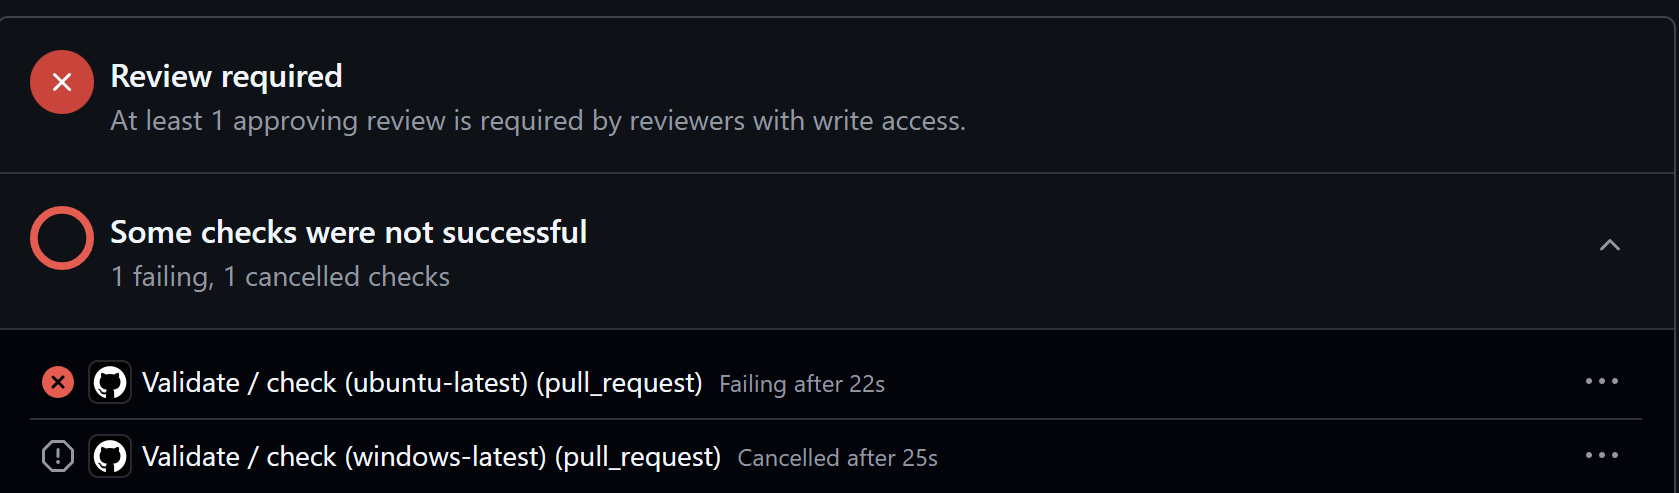 Review required
At least 1 approving review is required by reviewers with write access.
Some checks were not successful
1 failing, 1 cancelled checks
Validate / check (ubuntu-latest) (pull_request) Failing after 22s
Validate / check (windows-latest) (pull_request) Cancelled after 25s